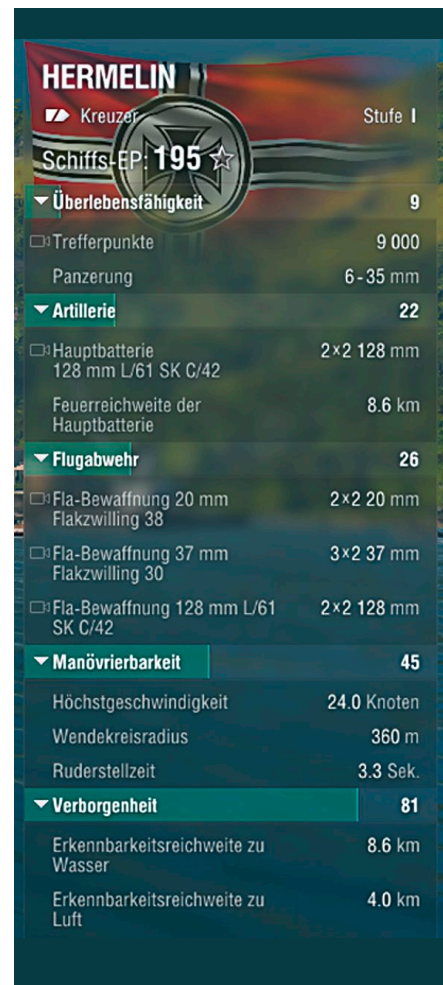 HERMELIN
Kreuzer Stufe I
Schiffs-EP: 195
Überlebensfähigkeit 9
Trefferpunkte 9 000
Panzerung 6-35 mm
Artillerie 22
Hauptbatterie 2×2 128 mm
128 mm L/61 SK C/42
Feuerreichweite der 8.6 km
Hauptbatterie
Flugabwehr 26
Fla-Bewaffnung 20 mm 2×2 20 mm
Flakzwilling 38
Fla-Bewaffnung 37 mm 3×2 37 mm
Flakzwilling 30
Fla-Bewaffnung 128 mm L/61 2×2 128 mm
SK C/42
Manövrierbarkeit 45
Höchstgeschwindigkeit 24.0 Knoten
Wendekreisradius 360 m
Ruderstellzeit 3.3 Sek.
Verborgenheit 81
Erkennbarkeitsreichweite zu 8.6 km
Wasser
Erkennbarkeitsreichweite zu 4.0 km
Luft